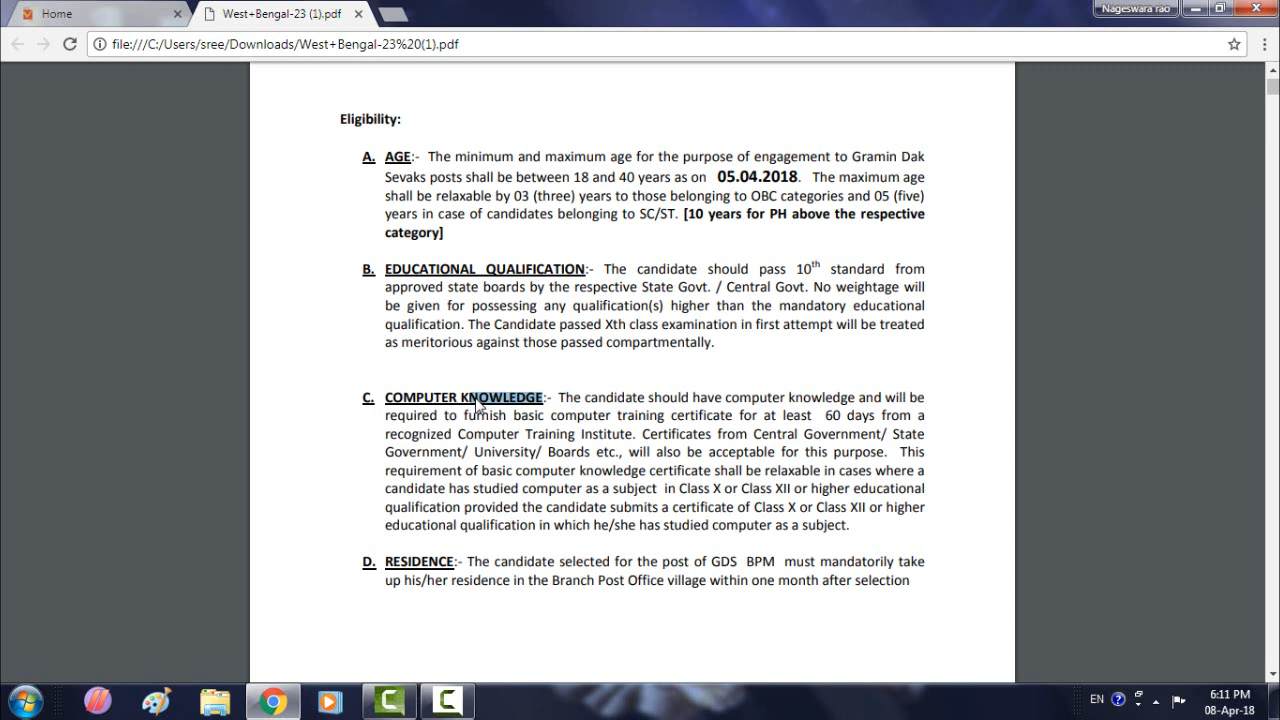 Home
West+Bengal-23 (1).pdf
Nageswara rao
file:///C:/Users/sree/Downloads/West+Bengal-23%20(1).pdf
Eligibility:
A. AGE:- The minimum and maximum age for the purpose of engagement to Gramin Dak
Sevaks posts shall be between 18 and 40 years as on 05.04.2018. The maximum age
shall be relaxable by 03 (three) years to those belonging to OBC categories and 05 (five)
years in case of candidates belonging to SC/ST. [10 years for PH above the respective
category]
B. EDUCATIONAL QUALIFICATION:- The candidate should pass 10th standard from
approved state boards by the respective State Govt. / Central Govt. No weightage will
be given for possessing any qualification(s) higher than the mandatory educational
qualification. The Candidate passed Xth class examination in first attempt will be treated
as meritorious against those passed compartmentally.
C. COMPUTER KNOWLEDGE:- The candidate should have computer knowledge and will be
required to furnish basic computer training certificate for at least 60 days from a
recognized Computer Training Institute. Certificates from Central Government/ State
Government/ University/ Boards etc., will also be acceptable for this purpose. This
requirement of basic computer knowledge certificate shall be relaxable in cases where a
candidate has studied computer as a subject in Class X or Class XII or higher educational
qualification provided the candidate submits a certificate of Class X or Class XII or higher
educational qualification in which he/she has studied computer as a subject.
D. RESIDENCE:- The candidate selected for the post of GDS BPM must mandatorily take
up his/her residence in the Branch Post Office village within one month after selection
EN
6:11 PM
08-Apr-18